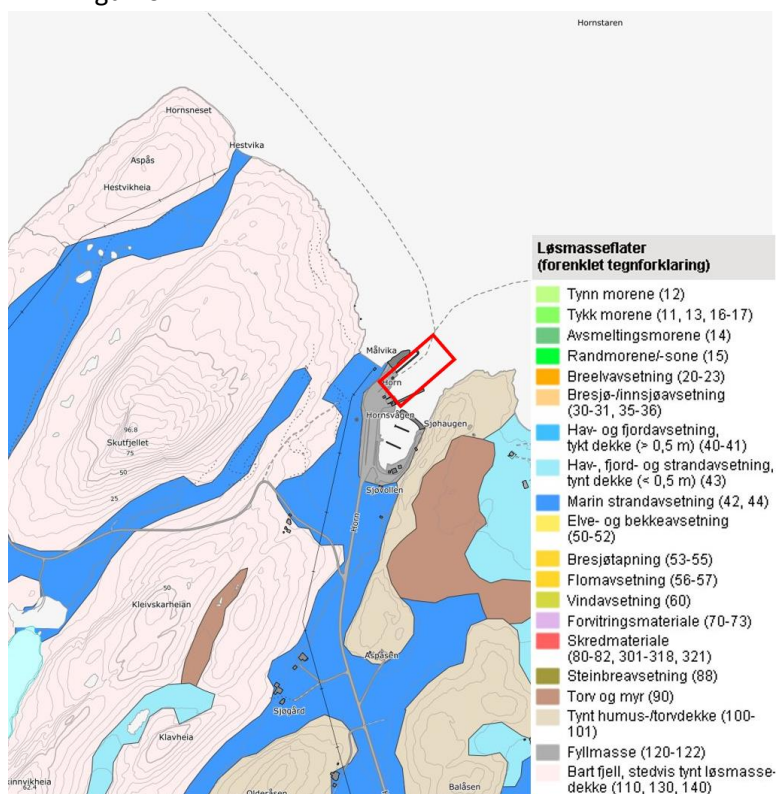 Hornstaren
Hornsneset
Hestvika
Aspås
Hestvikheia
Målvika
Horn
Hornsvågen
Sjøhaugen
96.8
Skutfjellet
75
50
25
Sjøvollen
Horn
50
Kleivskarheian
Aspåsen
Sjøgård
Klavheia
innvikheia
62.4
Olderåsen
Balåsen
Løsmasseflater
(forenklet tegnforklaring)
Tynn morene (12)
Tykk morene (11, 13, 16-17)
Avsmeltingsmorene (14)
Randmorene/-sone (15)
Breelvavsetning (20-23)
Bresjø-/innsjøavsetning
(30-31, 35-36)
Hav- og fjordavsetning,
tykt dekke (> 0,5 m) (40-41)
Hav-, fjord- og strandavsetning,
tynt dekke (< 0,5 m) (43)
Marin strandavsetning (42, 44)
Elve- og bekkeavsetning
(50-52)
Bresjøtapning (53-55)
Flomavsetning (56-57)
Vindavsetning (60)
Forvitringsmateriale (70-73)
Skredmateriale
(80-82, 301-318, 321)
Steinbreavsetning (88)
Torv og myr (90)
Tynt humus-/torvdekke (100-
101)
Fyllmasse (120-122)
Bart fjell, stedvis tynt løsmasse-
dekke (110, 130, 140)